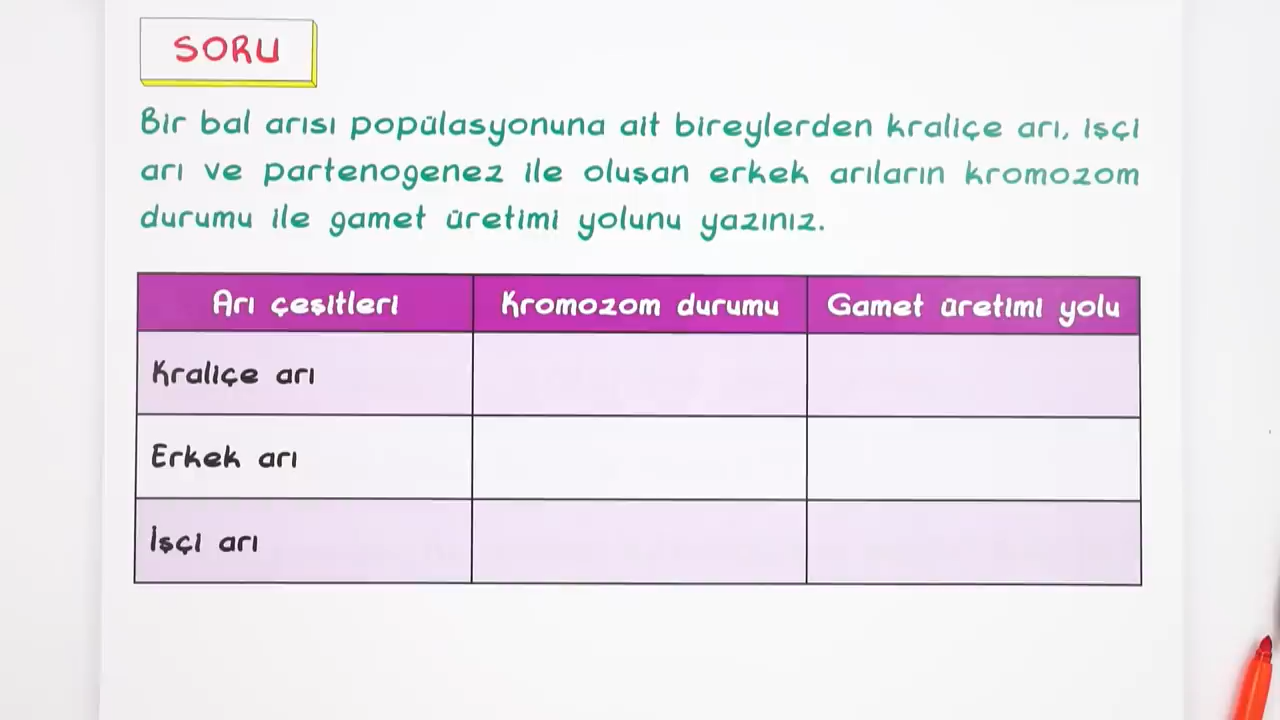 SORU
Bir bal arısı popülasyonuna ait bireylerden kraliçe arı, işçi
arı ve partenogenez ile oluşan erkek arıların kromozom
durumu ile gamet üretimi yolunu yazınız.
Arı çeşitleri Kromozom durumu Gamet üretimi yolu
Kraliçe arı
Erkek arı
İşçi arı